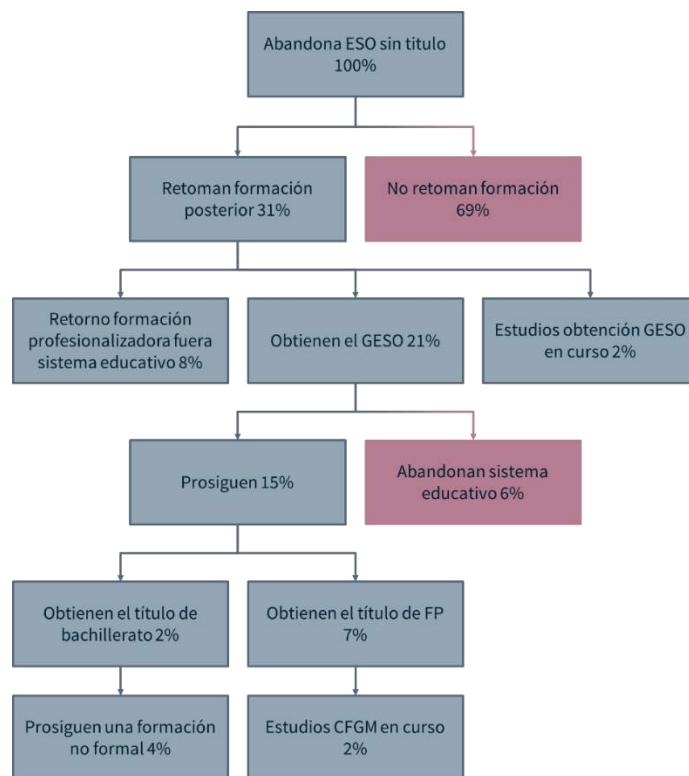 Abandona ESO sin titulo
100%
Retoman formación
posterior 31%
No retoman formación
69%
Retorno formación
profesionalizadora fuera
sistema educativo 8%
Obtienen el GESO 21%
Estudios obtención GESO
en curso 2%
Prosiguen 15%
Abandonan sistema
educativo 6%
Obtienen el título de
bachillerato 2%
Obtienen el título de FP
7%
Prosiguen una formación
no formal 4%
Estudios CFGM en curso
2%